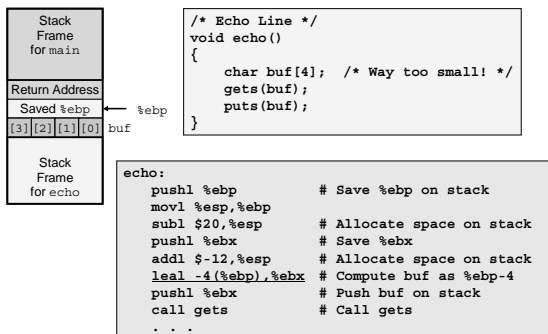 Stack
Frame
for main
Return Address
Saved %ebp
%ebp
[3] [2] [1] [0] buf
Stack
Frame
for echo
/* Echo Line */
void echo()
{
    char buf[4];  /* Way too small! */
    gets(buf);
    puts(buf);
}
echo:
   pushl %ebp         # Save %ebp on stack
   movl %esp,%ebp
   subl $20,%esp      # Allocate space on stack
   pushl %ebx         # Save %ebx
   addl $-12,%esp     # Allocate space on stack
   leal -4(%ebp),%ebx # Compute buf as %ebp-4
   pushl %ebx         # Push buf on stack
   call gets          # Call gets
   . . .